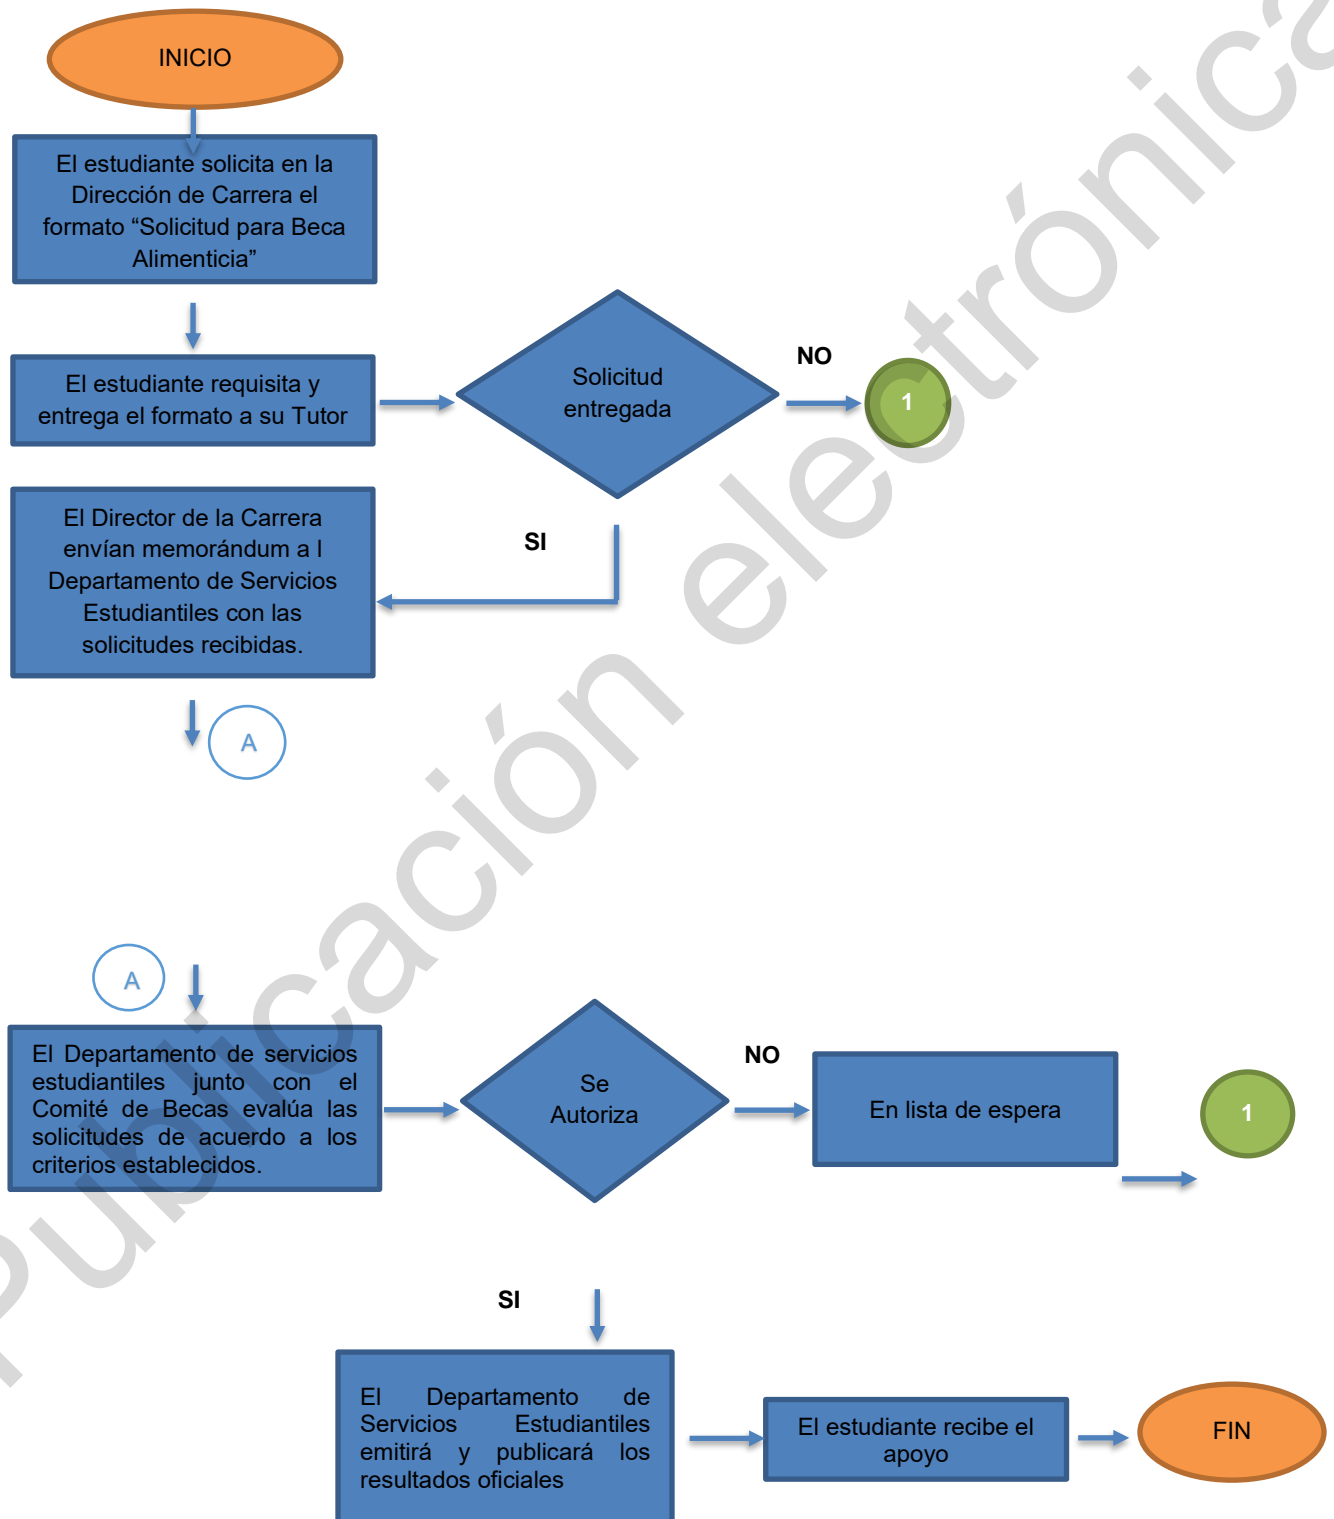 INICIO
El estudiante solicita en la
Dirección de Carrera el
formato “Solicitud para Beca
Alimenticia”
El estudiante requisita y
entrega el formato a su Tutor
Solicitud
entregada
NO
1
SI
El Director de la Carrera
envían memorándum a l
Departamento de Servicios
Estudiantiles con las
solicitudes recibidas.
A
A
El Departamento de servicios
estudiantiles junto con el
Comité de Becas evalúa las
solicitudes de acuerdo a los
criterios establecidos.
Se
Autoriza
NO
En lista de espera
1
SI
El Departamento de
Servicios Estudiantiles
emitirá y publicará los
resultados oficiales
El estudiante recibe el
apoyo
FIN
Publicación electrónica